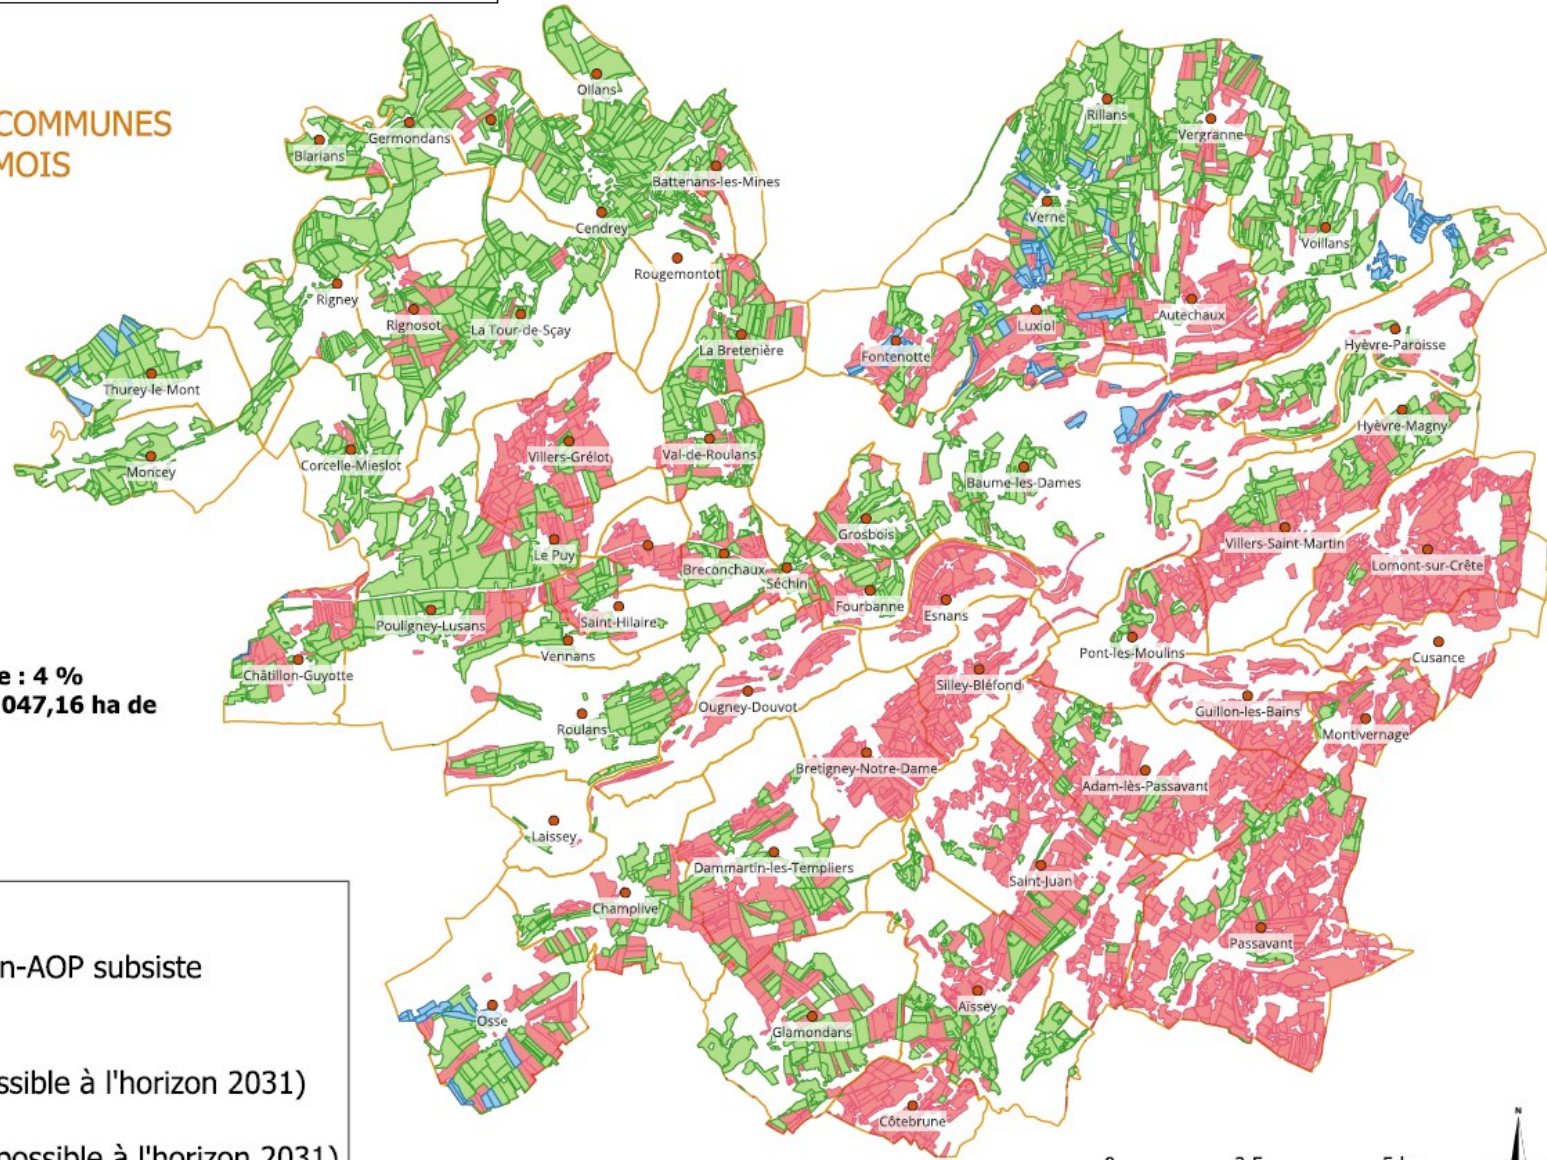 COMMUNES
MOIS
Ollans
Germondans
Blarians
Battenans-les-Mines
Cendrey
Rougemontot
Rigney
Rignosot
La Tour-de-Sçay
La Bretenière
Thurey-le-Mont
Moncey
Corcelle-Mieslot
Villers-Grélot
Val-de-Roulans
Le Puy
Breconchaux
Séchin
Grosbois
Fourbanne
Saint-Hilaire
Pouligney-Lusans
Vennans
Châtillon-Guyotte
Rillans
Vergranne
Verne
Voillans
Luxiol
Autechaux
Fontenotte
Hyèvre-Paroisse
Hyèvre-Magny
Baume-les-Dames
Villers-Saint-Martin
Lomont-sur-Crête
Esnans
Pont-les-Moulins
Cusance
Silley-Bléfond
Guillon-les-Bains
Montivernage
Ougney-Douvot
Roulans
Bretigney-Notre-Dame
Adam-lès-Passavant
Laissey
Dammartin-les-Templiers
Saint-Juan
Champlive
Passavant
Osse
Aïssey
Glamondans
Côtebrune
e : 4 %
047,16 ha de
n-AOP subsiste
ssible à l'horizon 2031)
possible à l'horizon 2031)
N